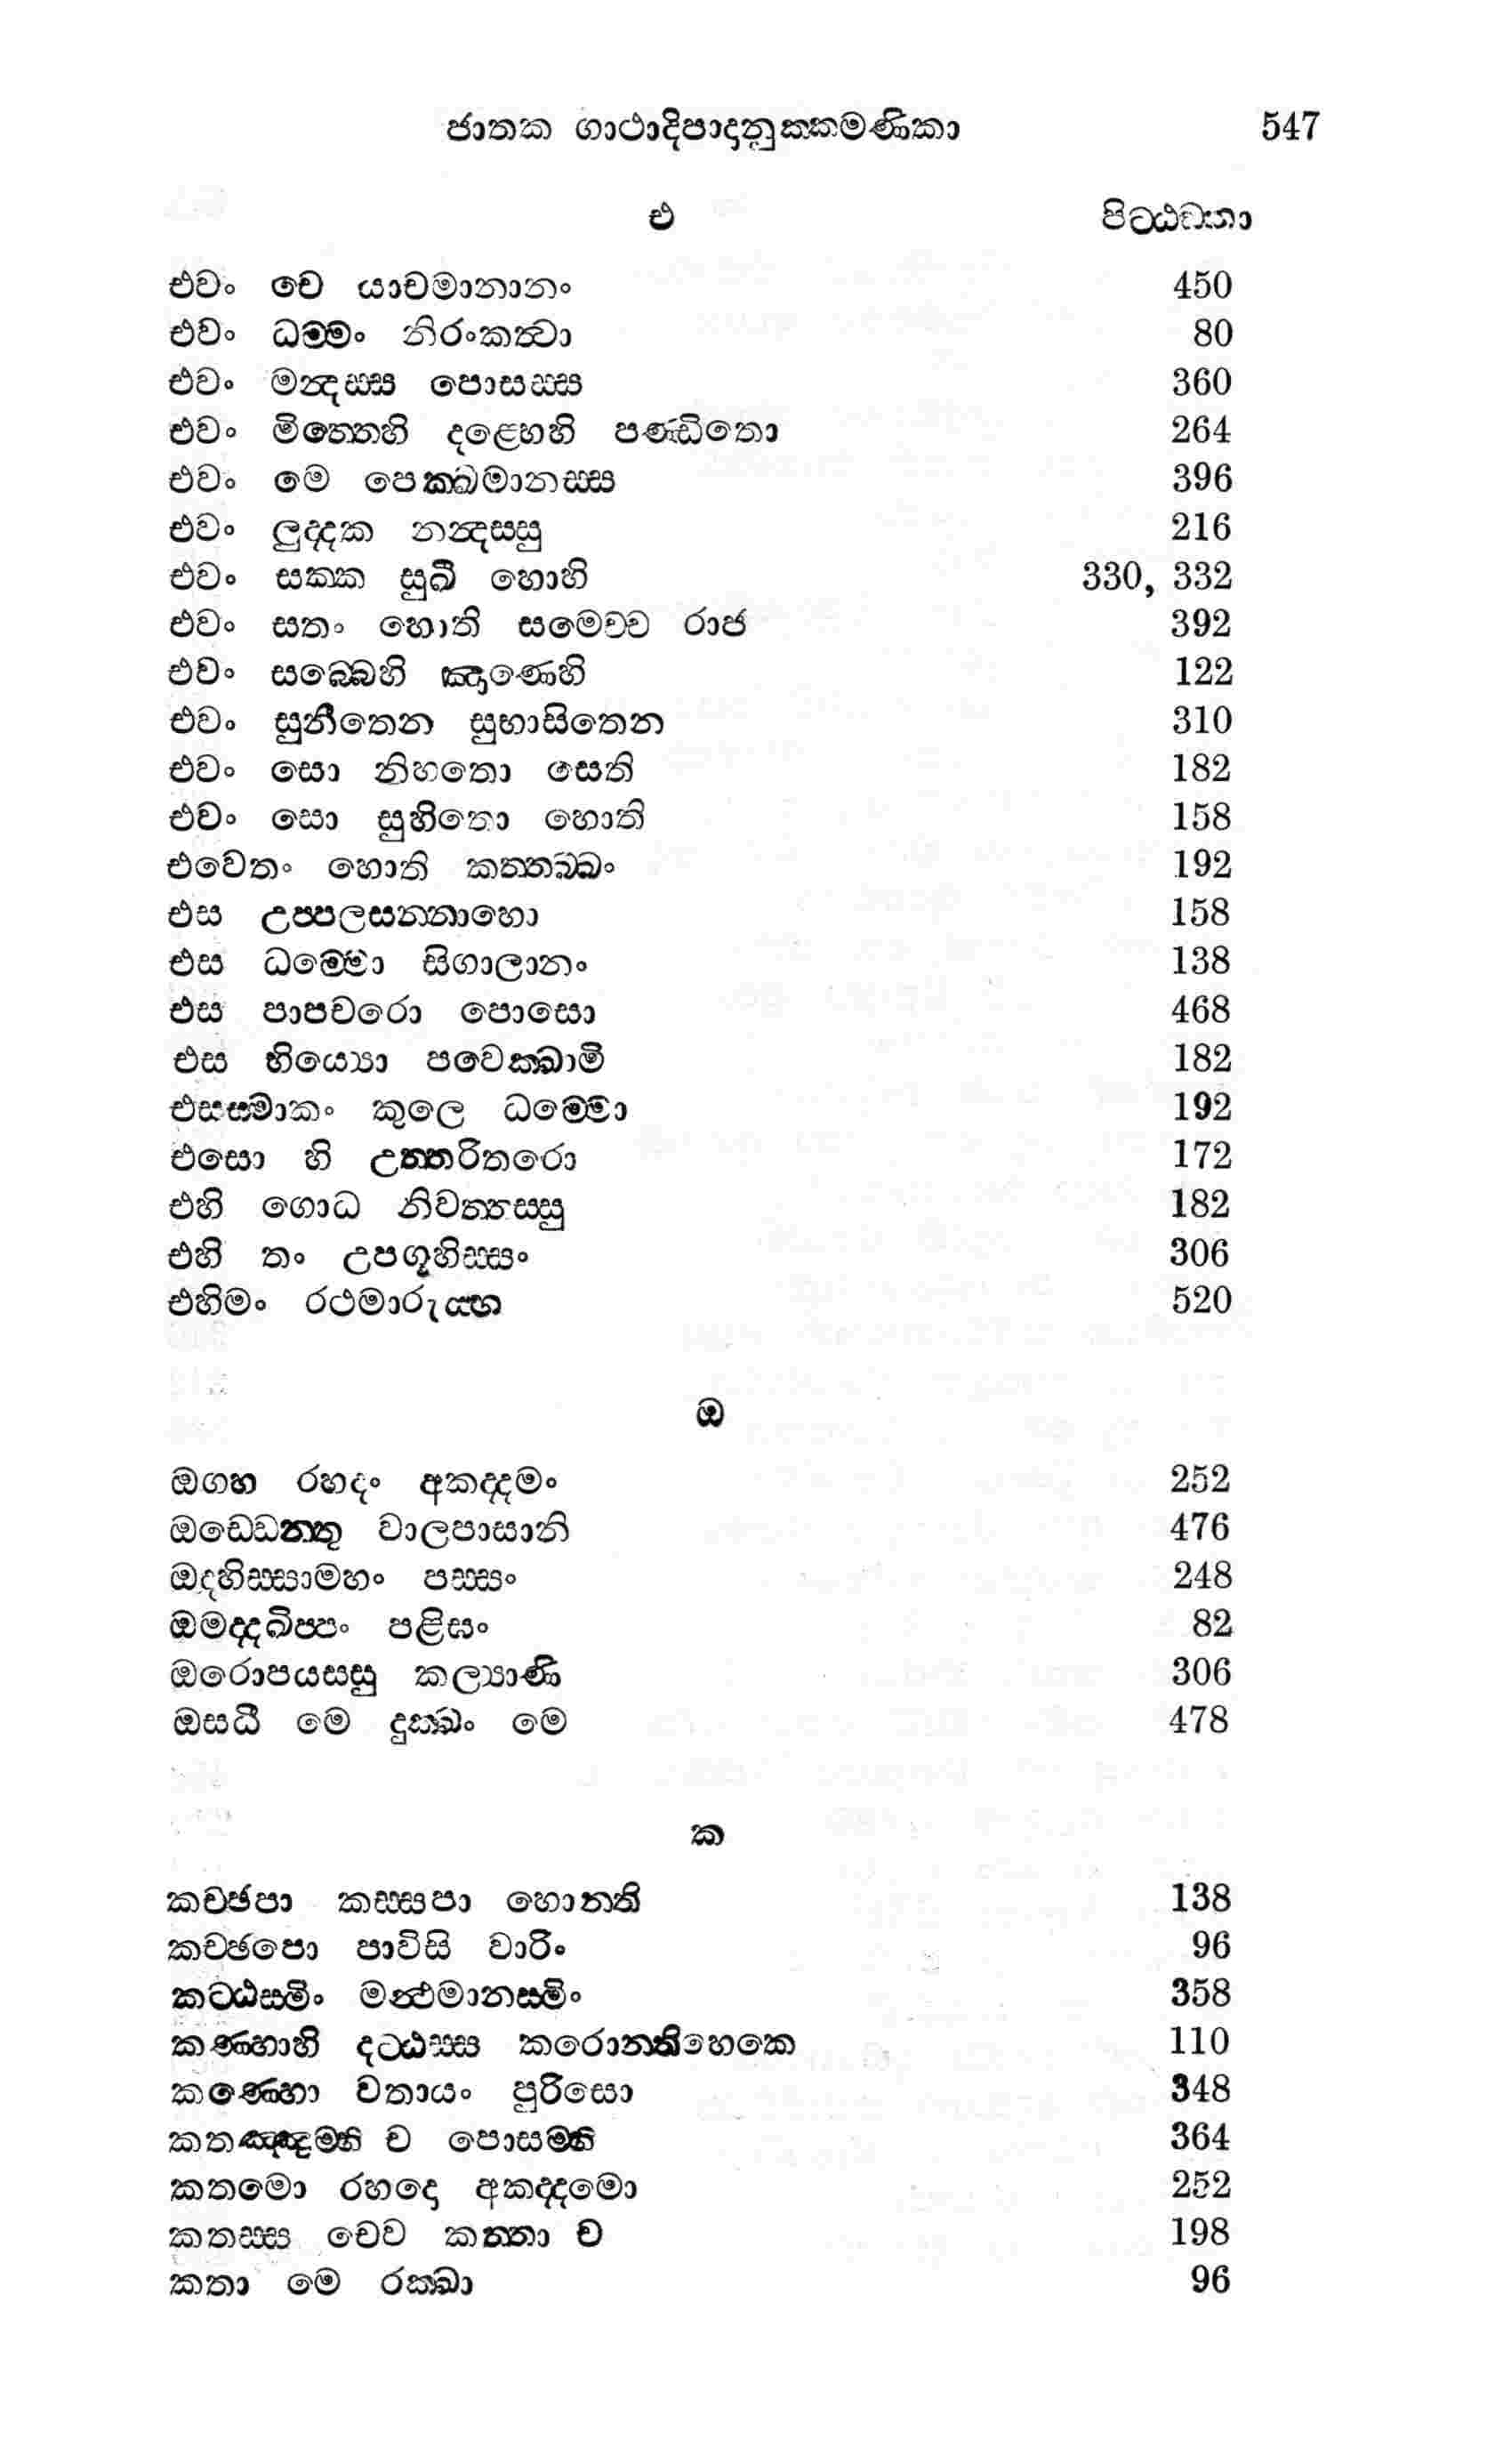 ජාතක ගාථාදිපාදානුක්කමණිකා 547
එ පිට්ඨඞ්කා
එවං චෙ යාචමානානං 450
එවං ධම්මං නිරංකත්වා 80
එවං මන්දස්ස පොසස්ස 360
එවං මිත්තෙහි දළ්හෙහි පණ්ඩිතො 264
එවං මෙ පෙක්ඛමානස්ස 396
එවං ලුද්දක නන්දස්සු 216
එවං සක්ක සුඛී හොහි 330, 332
එවං සතං හොති සමෙච්ච රාජ 392
එවං සබ්බෙහි ඤාණෙහි 122
එවං සුනීතෙන සුභාසිතෙන 310
එවං සො නිහතො සෙති 182
එවං සො සුහිතො හොති 158
එවෙතං හොති කත්තබ්බං 192
එස උප්පලසන්නාහො 158
එස ධම්මො සිගාලානං 138
එස පාපචරො පොසො 468
එස භිය්‍යො පවෙක්ඛාමි 182
එසස්මාකං කුලෙ ධම්මො 192
එසො හි උත්තරිතරො 172
එහි ගොධ නිවත්තස්සු 182
එහි තං උපගූහිස්සං 306
එහිමං රථමාරුය්හ 520
ඔ
ඔගහ රහදං අකද්දමං 252
ඔඩ්ඩෙන්තු වාලපාසානි 476
ඔදහිස්සාමහං පස්සං 248
ඔමද්දඛිප්පං පළිඝං 82
ඔරොපයස්සු කල්‍යාණි 306
ඔසධී මෙ දුක්ඛං මෙ 478
ක
කච්ඡපා කස්සපා හොන්ති 138
කච්ඡපො පාවිසි වාරිං 96
කට්ඨස්මිං මන්ථමානස්මිං 358
කණ්හාහි දට්ඨස්ස කරොන්තිහෙකෙ 110
කණ්හො වතායං පුරිසො 348
කතඤ්ඤුම්හි ච පොසම්හි 364
කතමො රහදො අකද්දමො 252
කතස්ස චෙව කත්තා ච 198
කතා මෙ රක්ඛා 96